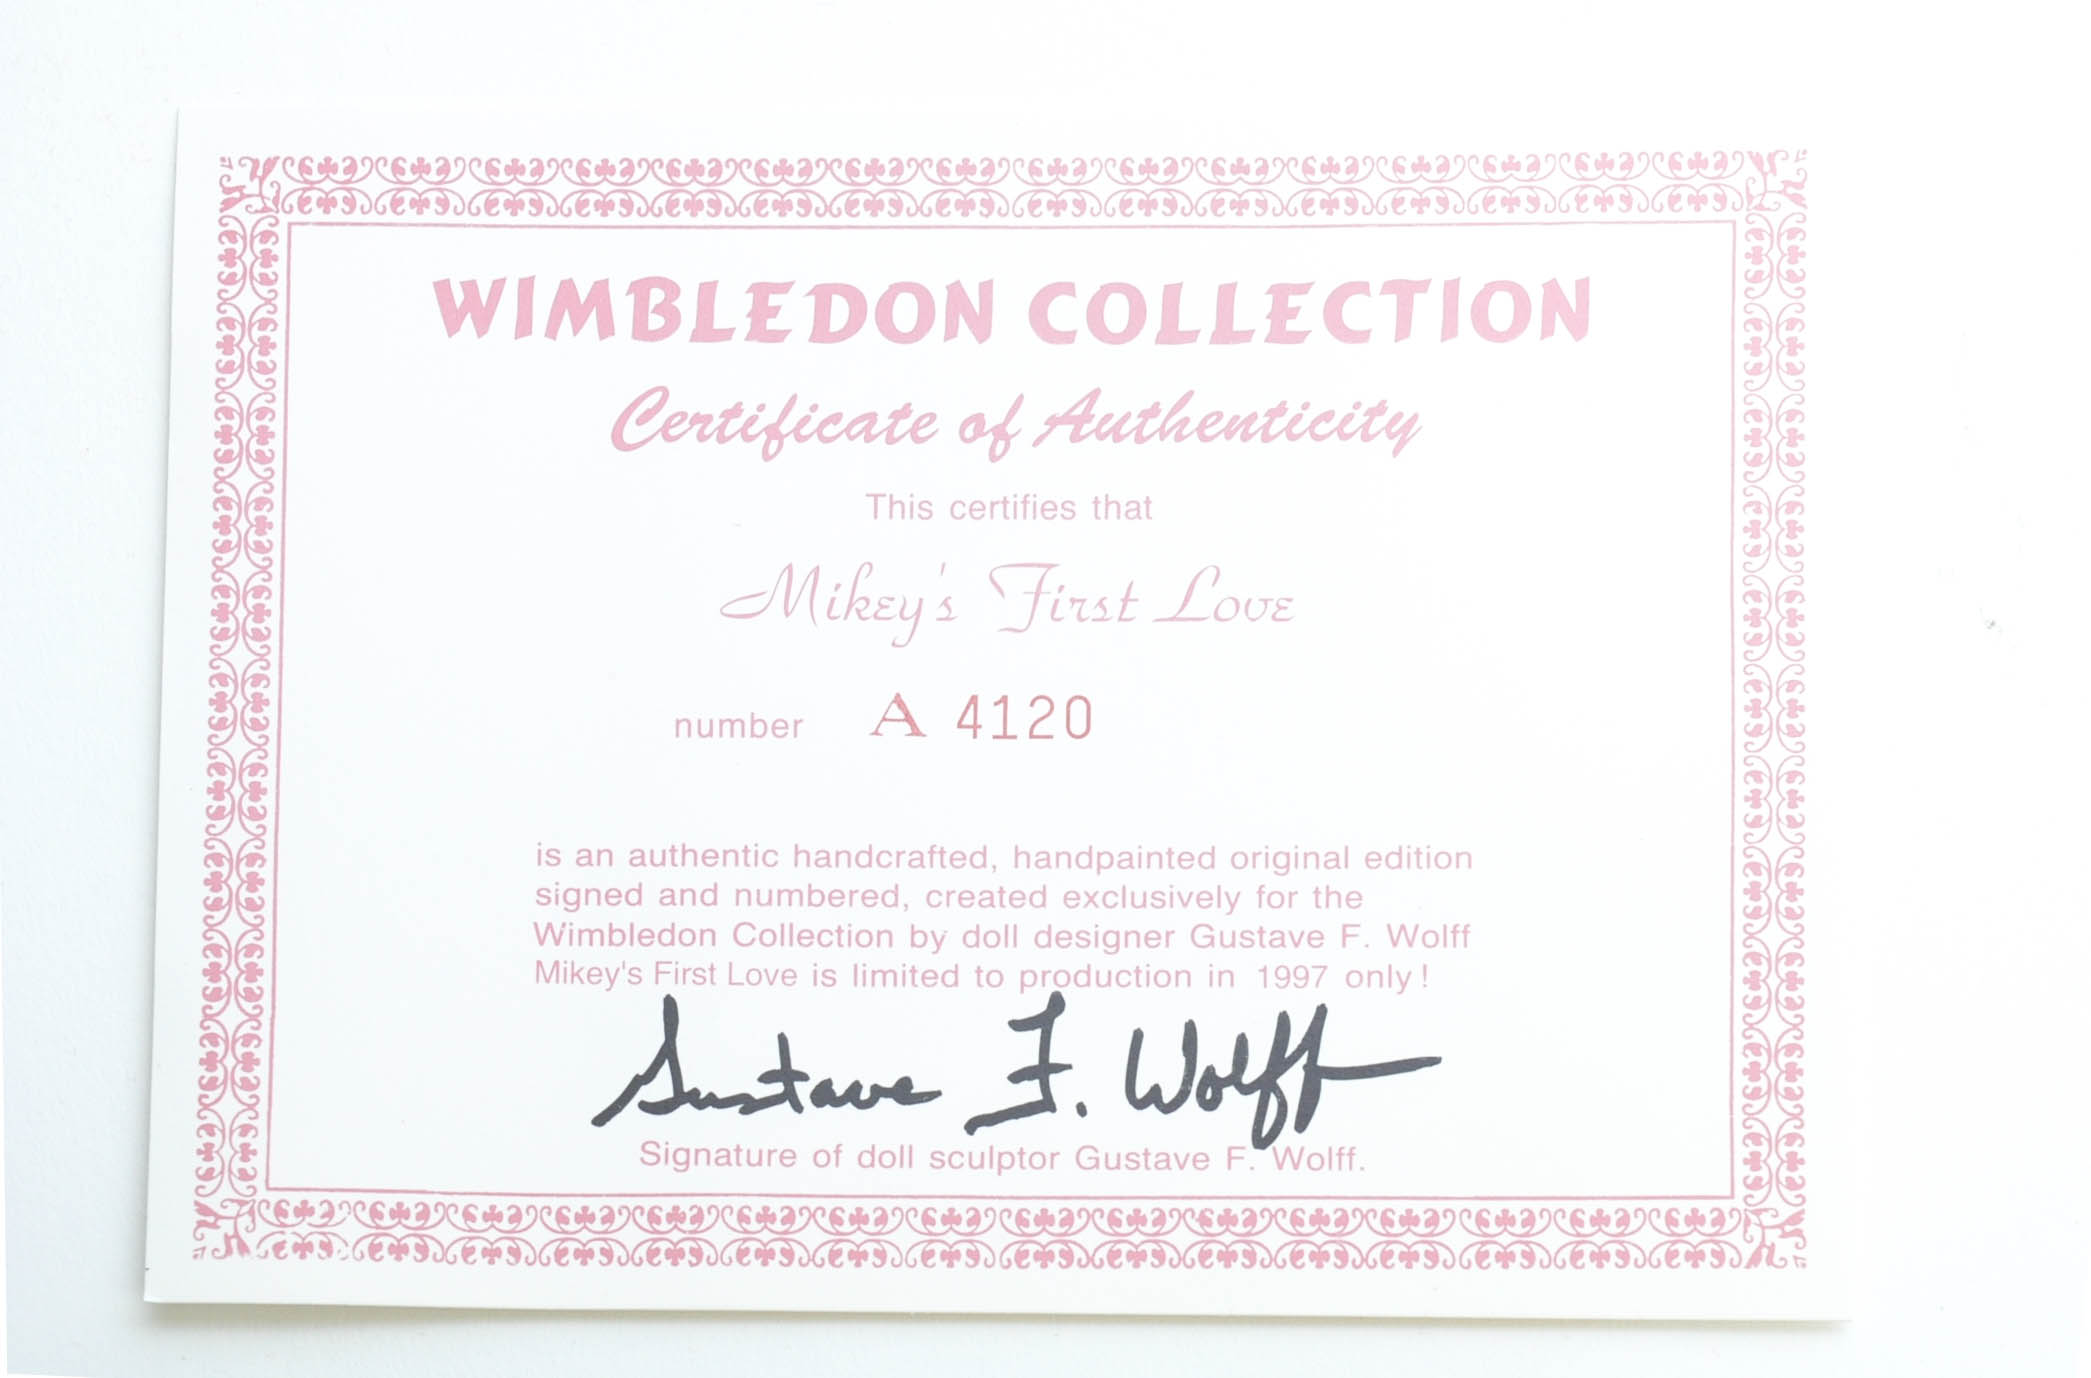 WIMBLEDON COLLECTION
Certificate of Authenticity
This certifies that
Mikey's First Love
number A 4120
is an authentic handcrafted, handpainted original edition
signed and numbered, created exclusively for the
Wimbledon Collection by doll designer Gustave F. Wolff
Mikey's First Love is limited to production in 1997 only!
Gustave F. Wolff
Signature of doll sculptor Gustave F. Wolff.